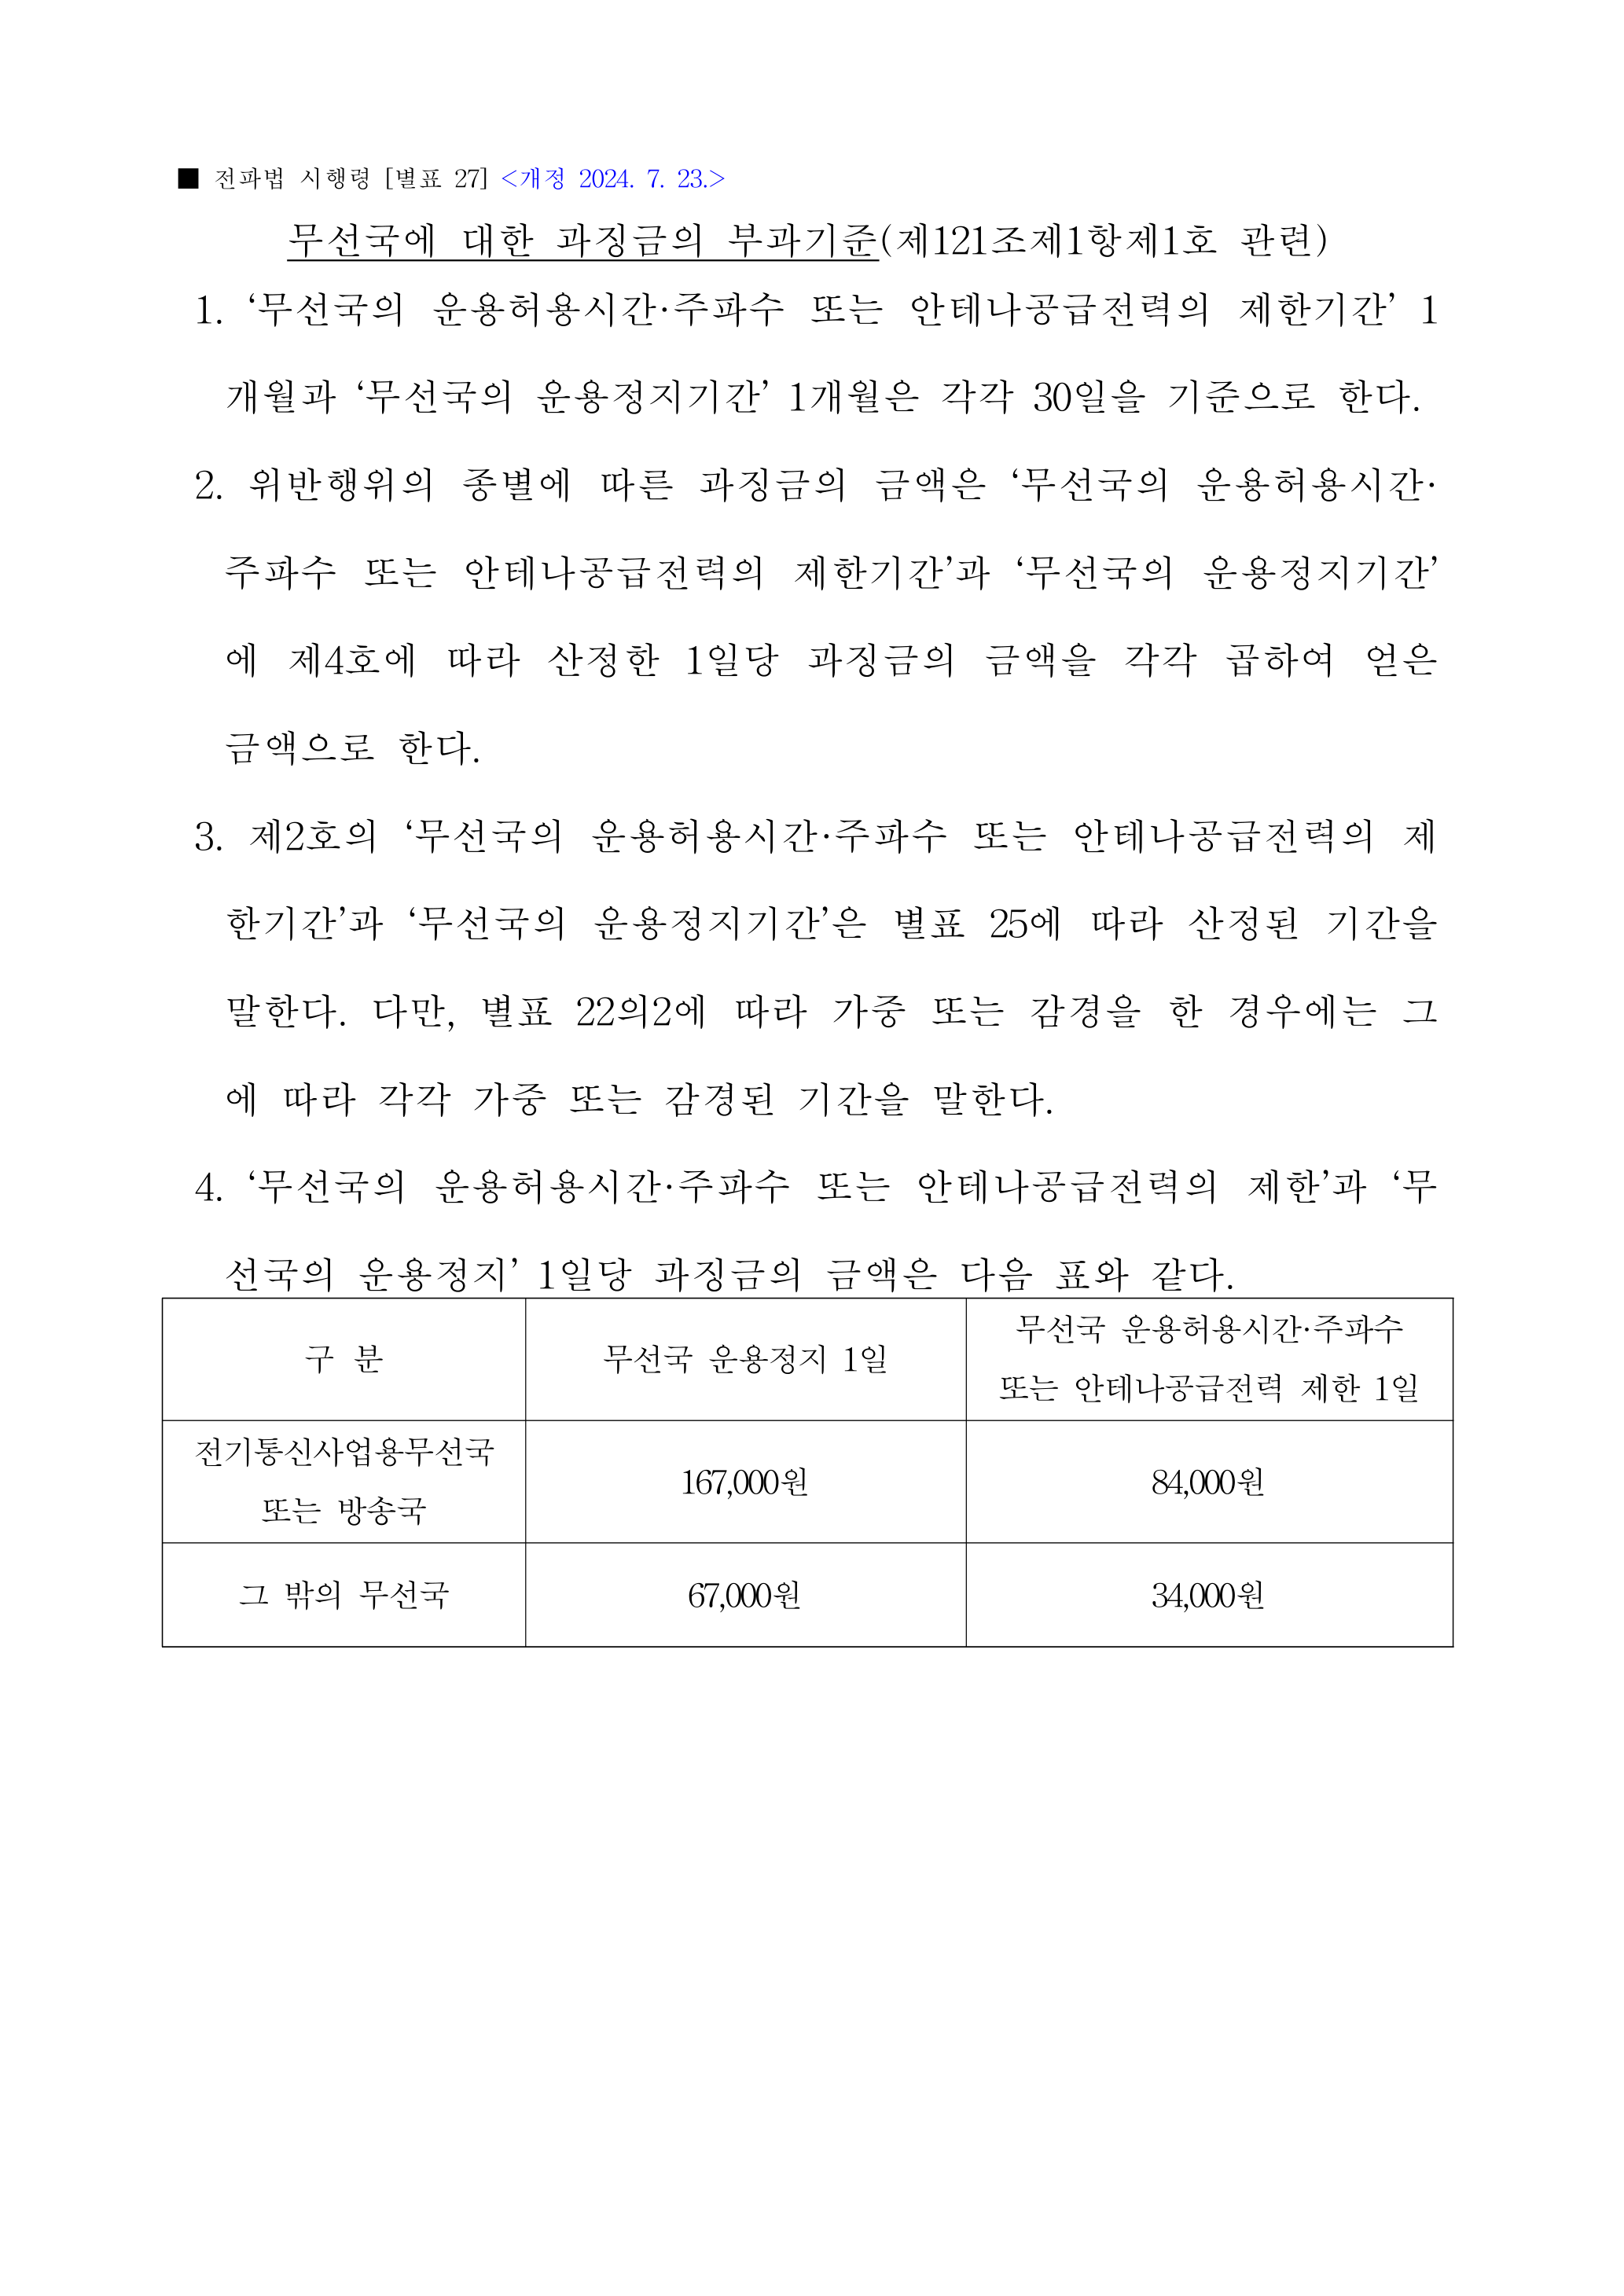 ■ 전파법 시행령 [별표 27] <개정 2024. 7. 23.>
무선국에 대한 과징금의 부과기준(제121조제1항제1호 관련)
1. ‘무선국의 운용허용시간·주파수 또는 안테나공급전력의 제한기간’ 1
개월과 ‘무선국의 운용정지기간’ 1개월은 각각 30일을 기준으로 한다.
2. 위반행위의 종별에 따른 과징금의 금액은 ‘무선국의 운용허용시간·
주파수 또는 안테나공급전력의 제한기간’과 ‘무선국의 운용정지기간’
에 제4호에 따라 산정한 1일당 과징금의 금액을 각각 곱하여 얻은
금액으로 한다.
3. 제2호의 ‘무선국의 운용허용시간·주파수 또는 안테나공급전력의 제
한기간’과 ‘무선국의 운용정지기간’은 별표 25에 따라 산정된 기간을
말한다. 다만, 별표 22의2에 따라 가중 또는 감경을 한 경우에는 그
에 따라 각각 가중 또는 감경된 기간을 말한다.
4. ‘무선국의 운용허용시간·주파수 또는 안테나공급전력의 제한’과 ‘무
선국의 운용정지’ 1일당 과징금의 금액은 다음 표와 같다.
구 분
무선국 운용정지 1일
무선국 운용허용시간·주파수
또는 안테나공급전력 제한 1일
전기통신사업용무선국
또는 방송국
167,000원
84,000원
그 밖의 무선국
67,000원
34,000원